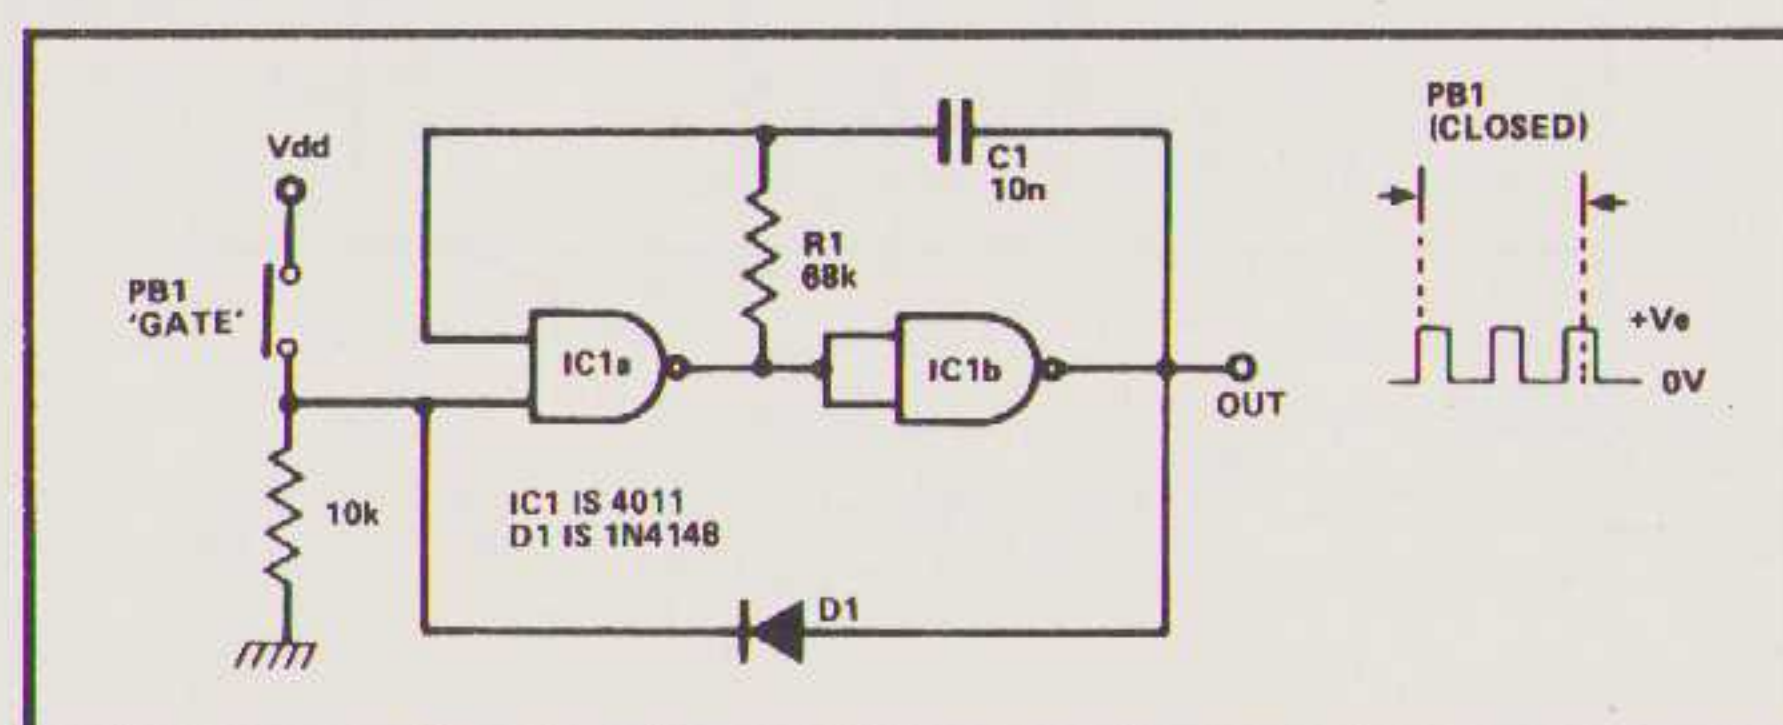 Vdd
PB1
'GATE'
10k
C1
10n
R1
68k
IC1a
IC1b
OUT
IC1 IS 4011
D1 IS 1N4148
D1
PB1
(CLOSED)
+Ve
0V